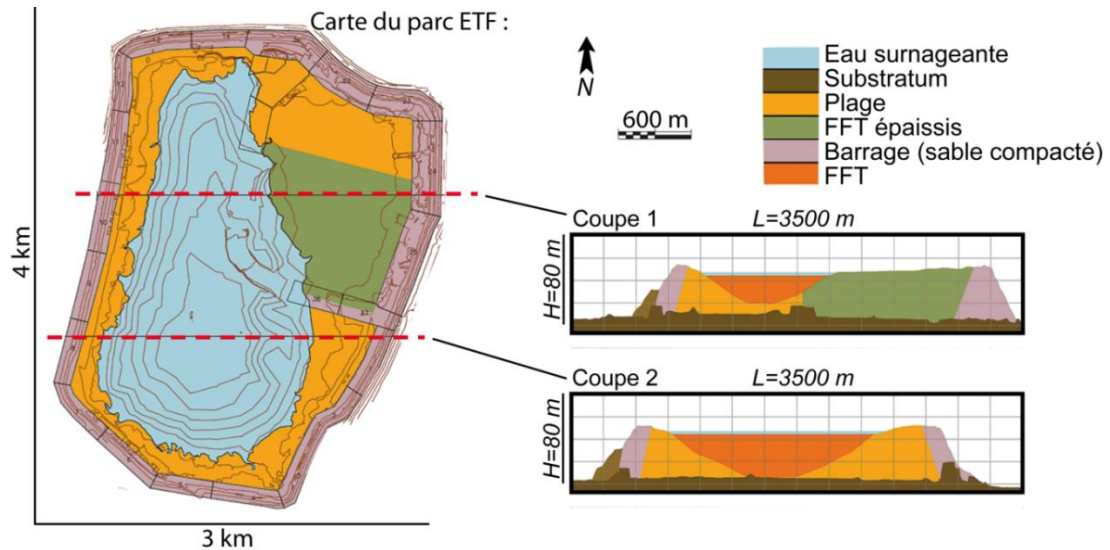 Carte du parc ETF :
N
600 m
Eau surnageante
Substratum
Plage
FFT épaissis
Barrage (sable compacté)
FFT
4 km
3 km
Coupe 1
L=3500 m
H=80 m
Coupe 2
L=3500 m
H=80 m